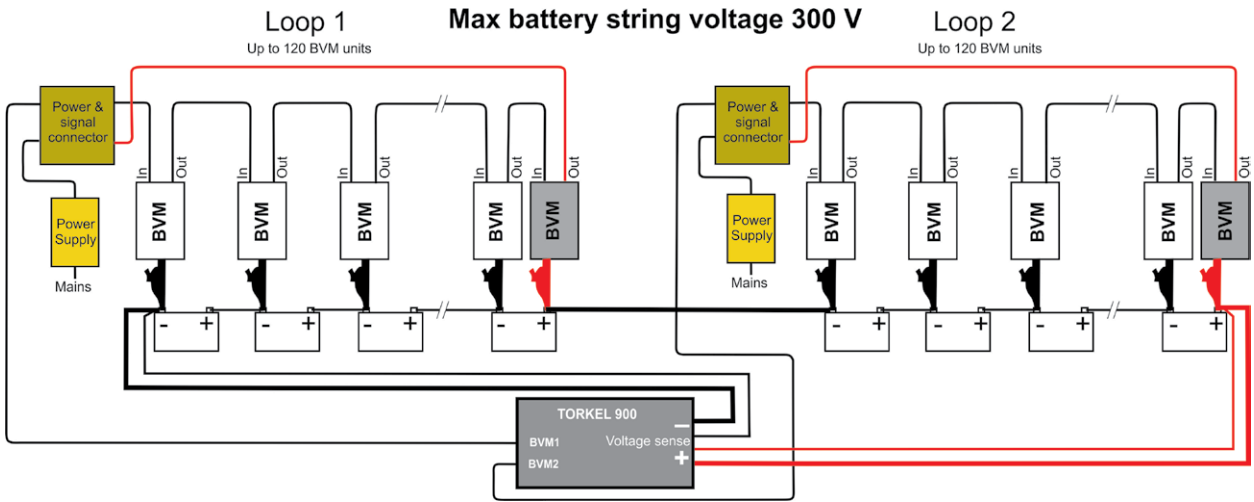 Loop 1
Up to 120 BVM units
Max battery string voltage 300 V
Loop 2
Up to 120 BVM units
Power &
signal
connector
In
Out
In
Out
In
Out
In
Out
In
Out
BVM
BVM
BVM
BVM
BVM
Power
Supply
Mains
- +
- +
- +
- +
Power &
signal
connector
In
Out
In
Out
In
Out
In
Out
In
Out
BVM
BVM
BVM
BVM
BVM
Power
Supply
Mains
- +
- +
- +
- +
TORKEL 900
–
BVM1
Voltage sense
BVM2
+